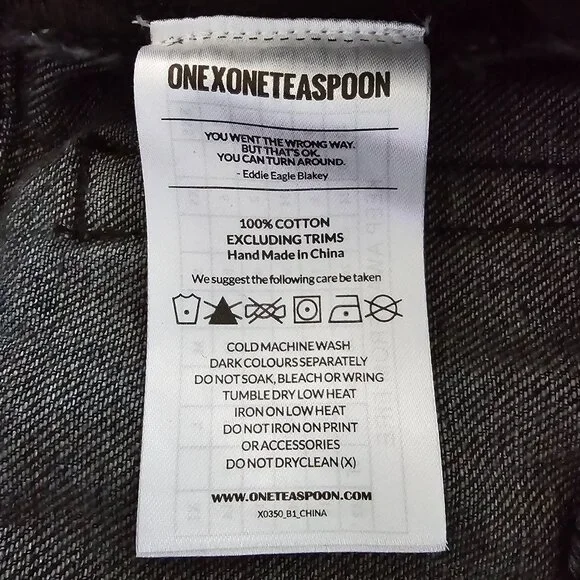 ONEXONETEASPOON
YOU WENT THE WRONG WAY.
BUT THAT'S OK.
YOU CAN TURN AROUND.
- Eddie Eagle Blakey
100% COTTON
EXCLUDING TRIMS
Hand Made in China
We suggest the following care be taken
COLD MACHINE WASH
DARK COLOURS SEPARATELY
DO NOT SOAK, BLEACH OR WRING
TUMBLE DRY LOW HEAT
IRON ON LOW HEAT
DO NOT IRON ON PRINT
OR ACCESSORIES
DO NOT DRYCLEAN (X)
WWW.ONETEASPOON.COM
X0350_B1_CHINA